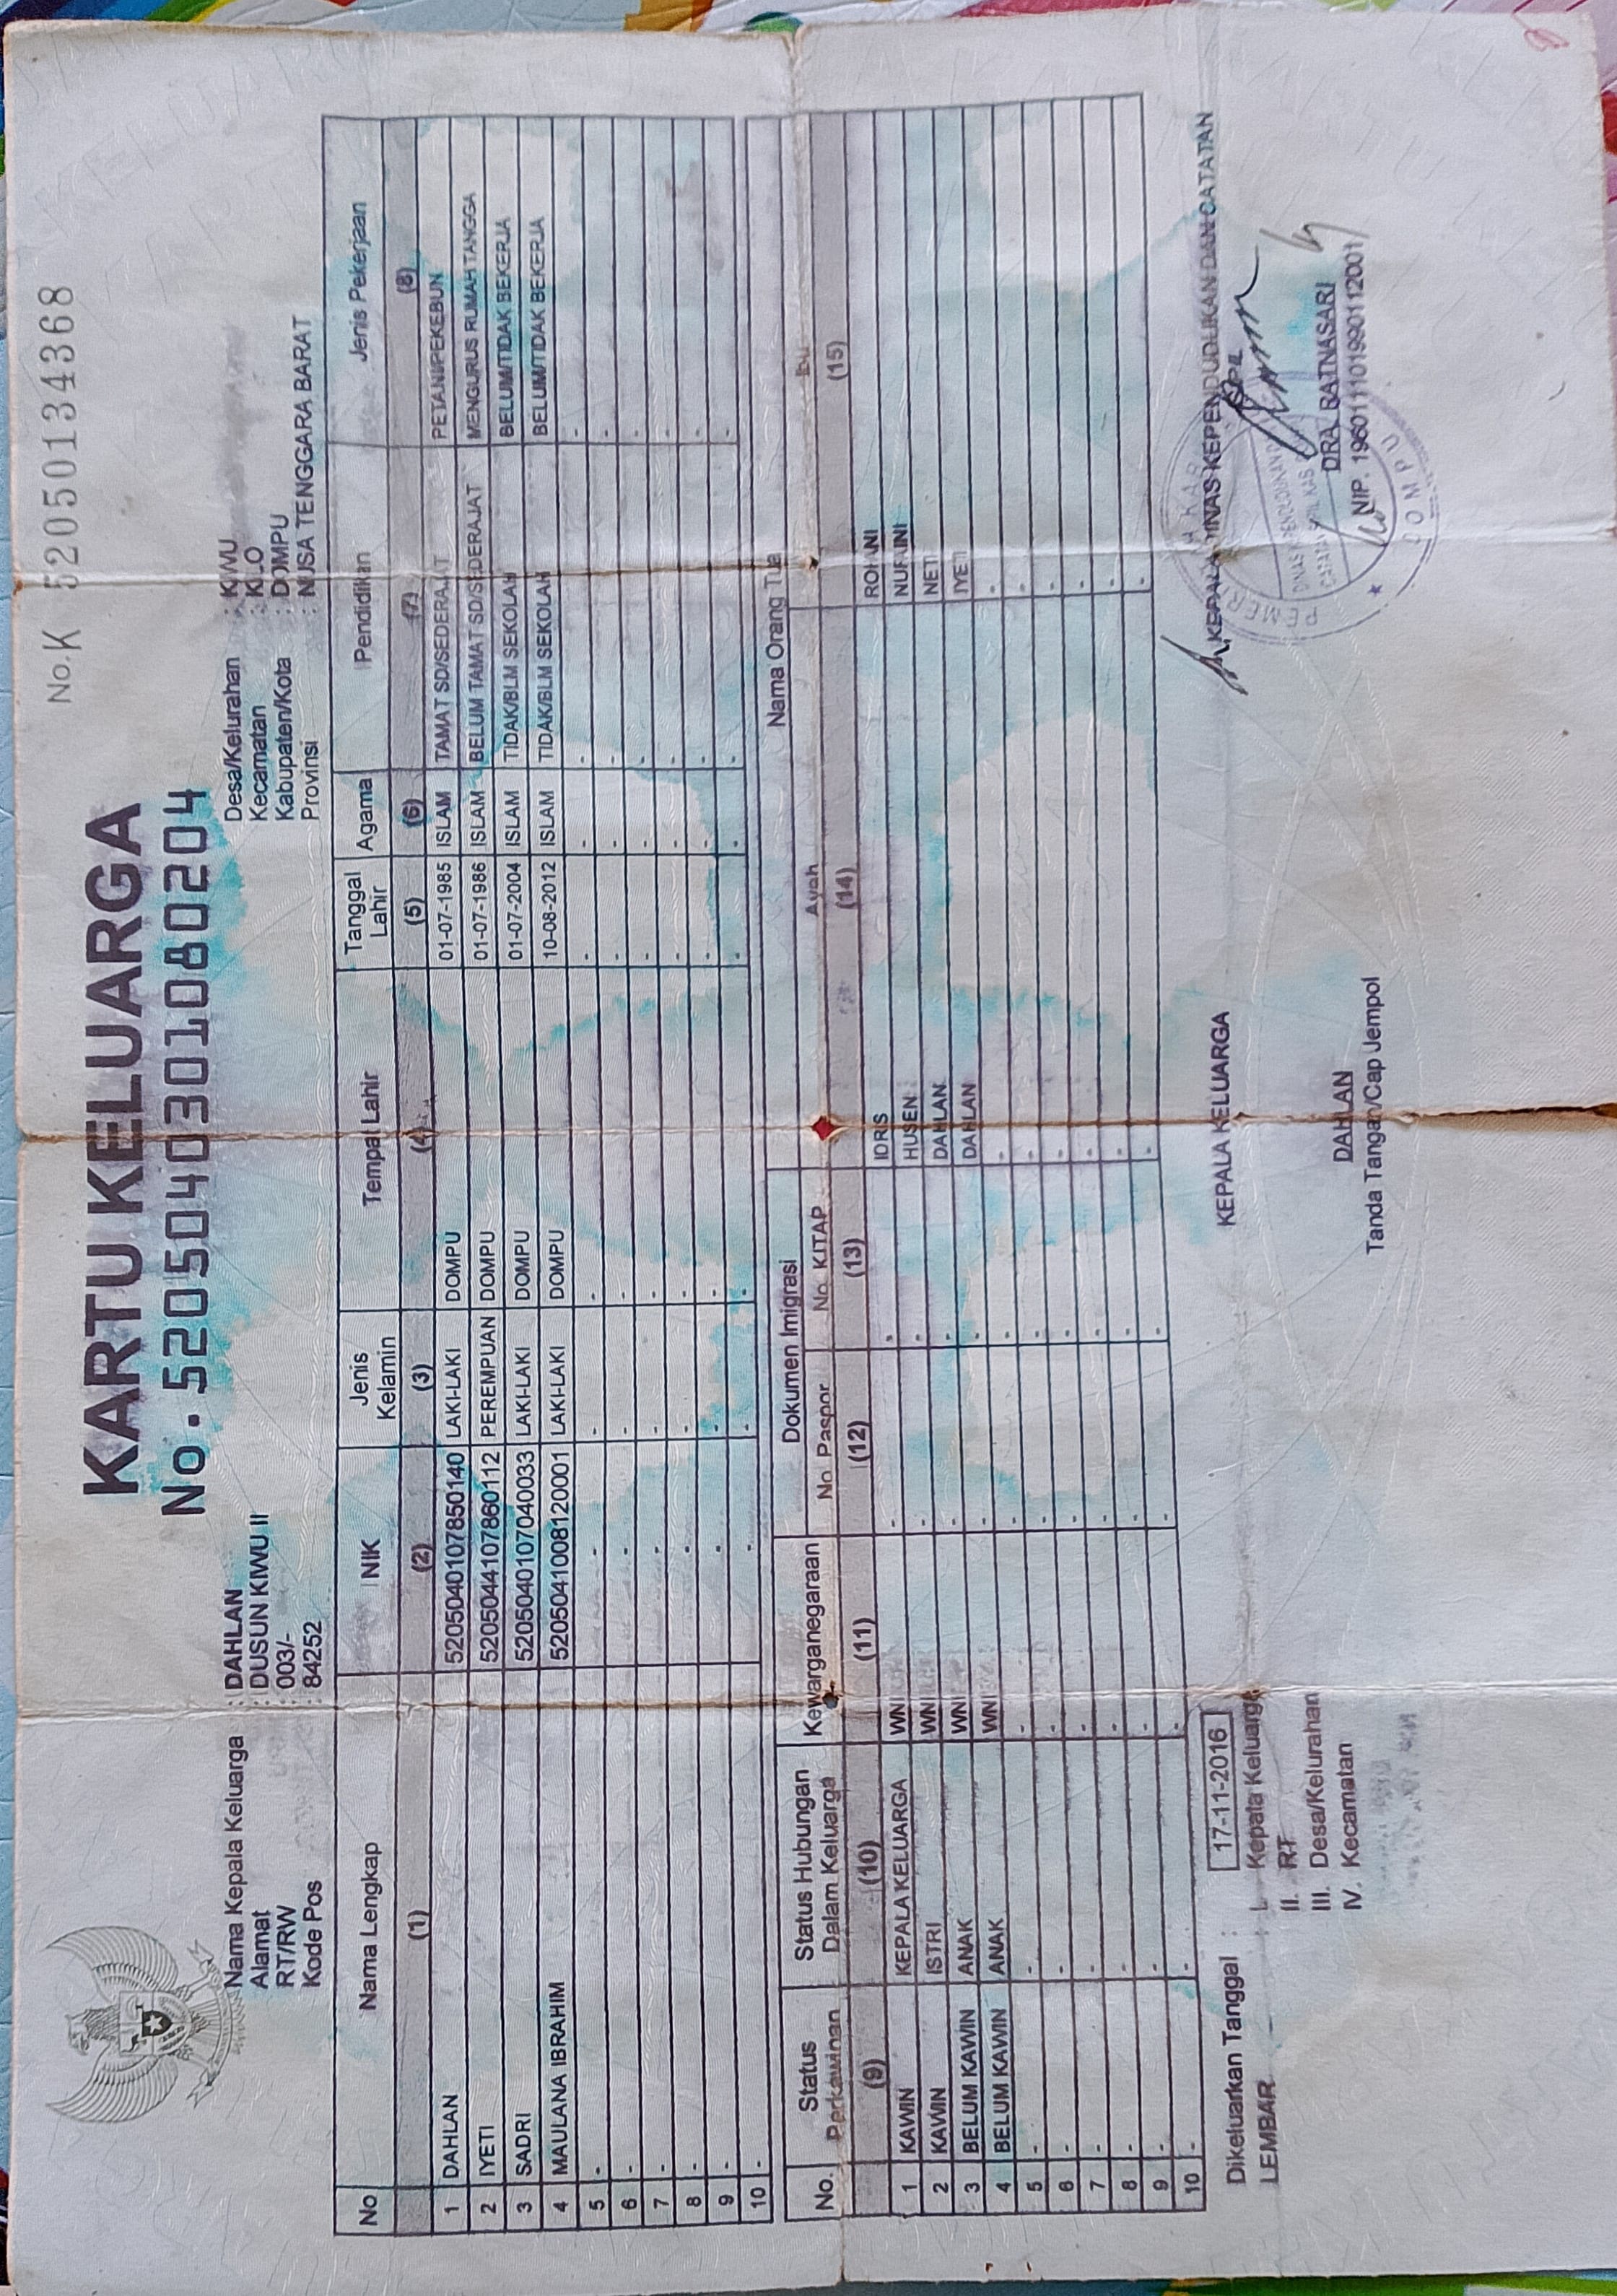 No. K 52050134368
KARTU KELUARGA
No. 5205040301080204
Nama Kepala Keluarga : DAHLAN
Alamat : DUSUN KIWU II
RT/RW : 003/-
Kode Pos : 84252
Desa/Kelurahan : KIWU
Kecamatan : KILO
Kabupaten/Kota : DOMPU
Provinsi : NUSA TENGGARA BARAT
No Nama Lengkap NIK Jenis Kelamin Tempat Lahir Tanggal Lahir Agama Pendidikan Jenis Pekerjaan
(1) (2) (3) (4) (5) (6) (7) (8)
1 DAHLAN 5205040107850140 LAKI-LAKI DOMPU 01-07-1985 ISLAM TAMAT SD/SEDERAJAT PETANI/PEKEBUN
2 IYETI 5205044107860112 PEREMPUAN DOMPU 01-07-1986 ISLAM BELUM TAMAT SD/SEDERAJAT MENGURUS RUMAH TANGGA
3 SADRI 5205040107040033 LAKI-LAKI DOMPU 01-07-2004 ISLAM TIDAK/BLM SEKOLAH BELUM/TIDAK BEKERJA
4 MAULANA IBRAHIM 5205041008120001 LAKI-LAKI DOMPU 10-08-2012 ISLAM TIDAK/BLM SEKOLAH BELUM/TIDAK BEKERJA
5 - - - - - - - -
6 - - - - - - - -
7 - - - - - - - -
8 - - - - - - - -
9 - - - - - - - -
10 - - - - - - - -
No. Status Perkawinan Status Hubungan Dalam Keluarga Kewarganegaraan Dokumen Imigrasi Nama Orang Tua
No. Paspor No. KITAP Ayah Ibu
(9) (10) (11) (12) (13) (14) (15)
1 KAWIN KEPALA KELUARGA WNI - - IDRIS ROHANI
2 KAWIN ISTRI WNI - - HUSEN NURAINI
3 BELUM KAWIN ANAK WNI - - DAHLAN NETI
4 BELUM KAWIN ANAK WNI - - DAHLAN IYETI
5 - - - - - - -
6 - - - - - - -
7 - - - - - - -
8 - - - - - - -
9 - - - - - - -
10 - - - - - - -
Dikeluarkan Tanggal : 17-11-2016
LEMBAR : I. Kepala Keluarga
II. RT
III. Desa/Kelurahan
IV. Kecamatan
KEPALA KELUARGA
DAHLAN
Tanda Tangan/Cap Jempol
KEPALA DINAS KEPENDUDUKAN DAN CATATAN
DRA. RATNASARI
NIP. 196011101990112001
DOMPU